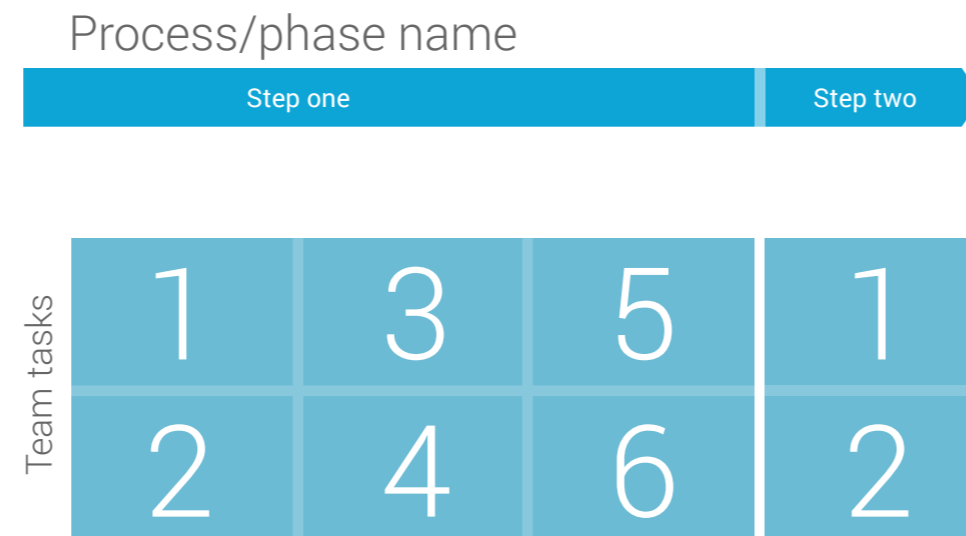 Process/phase name
Step one Step two
Team tasks
1 3 5 1
2 4 6 2